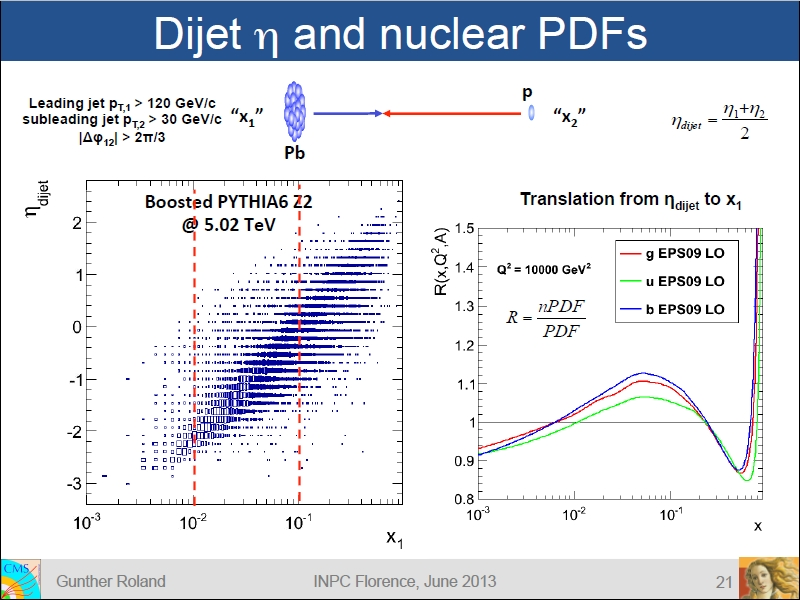 Dijet η and nuclear PDFs
Leading jet pT,1 > 120 GeV/c
subleading jet pT,2 > 30 GeV/c
|Δφ12| > 2π/3
“x1”
Pb
p
“x2”
ηdijet = η1+η2 / 2
ηdijet
Boosted PYTHIA6 Z2
@ 5.02 TeV
2
1
0
-1
-2
-3
10-3
10-2
10-1
x1
Translation from ηdijet to x1
R(x,Q2,A)
1.5
1.4
1.3
1.2
1.1
1
0.9
0.8
Q2 = 10000 GeV2
R = nPDF / PDF
g EPS09 LO
u EPS09 LO
b EPS09 LO
10-3
10-2
10-1
x
CMS
Gunther Roland
INPC Florence, June 2013
21